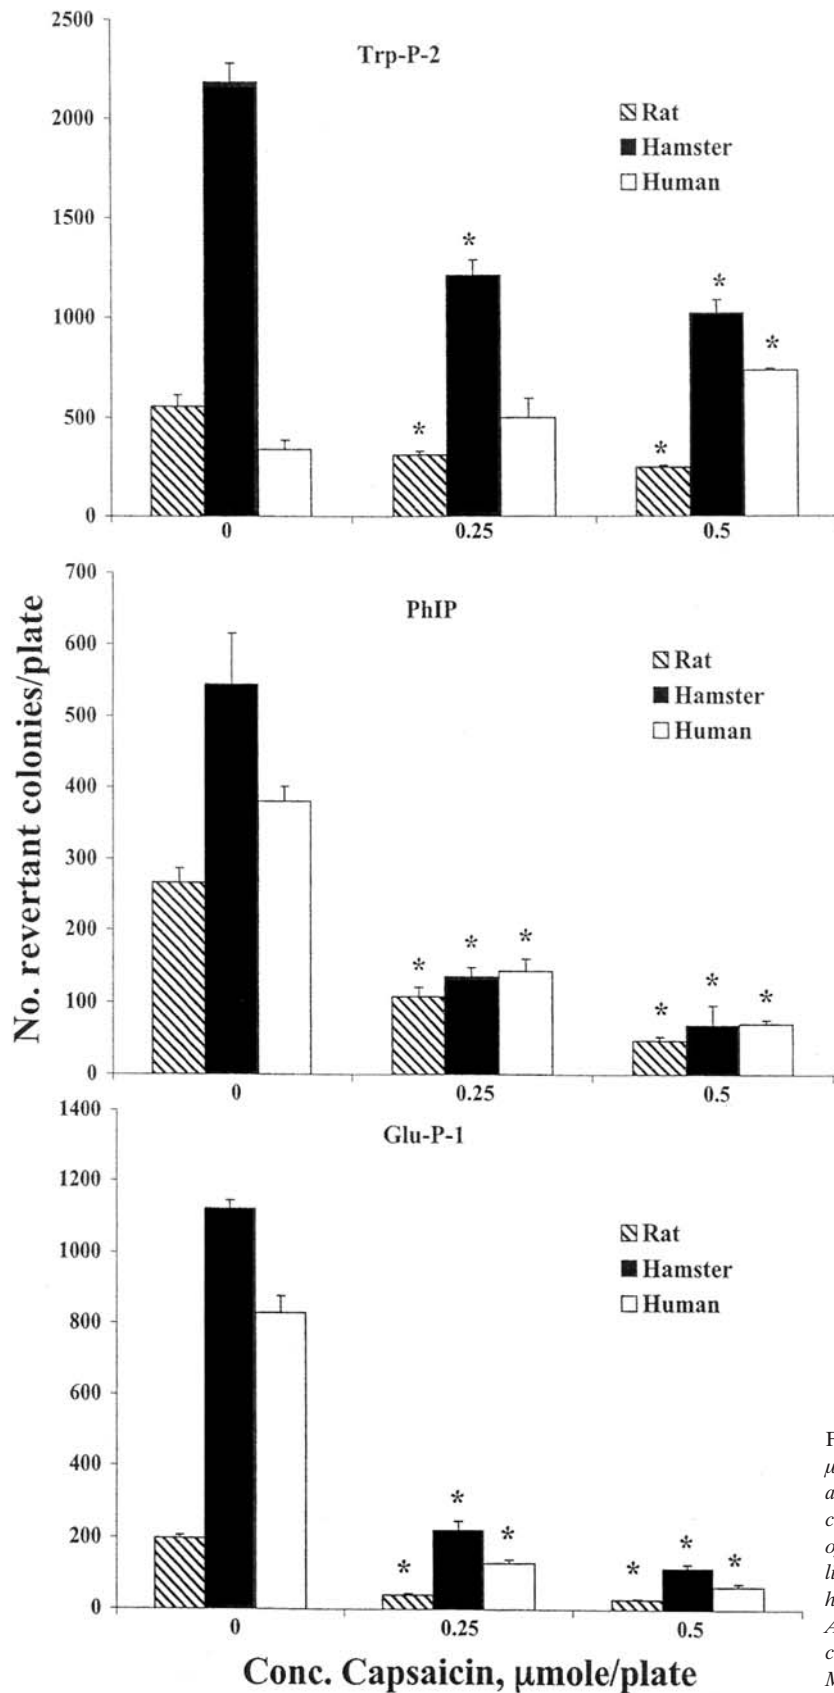 Trp-P-2
2500
2000
1500
1000
500
0
Rat
Hamster
Human
*
*
*
*
*
0 0.25 0.5
No. revertant colonies/plate
PhIP
700
600
500
400
300
200
100
0
Rat
Hamster
Human
* * *
* * *
0 0.25 0.5
Glu-P-1
1400
1200
1000
800
600
400
200
0
Rat
Hamster
Human
* * *
* * *
0 0.25 0.5
Conc. Capsaicin, μmole/plate